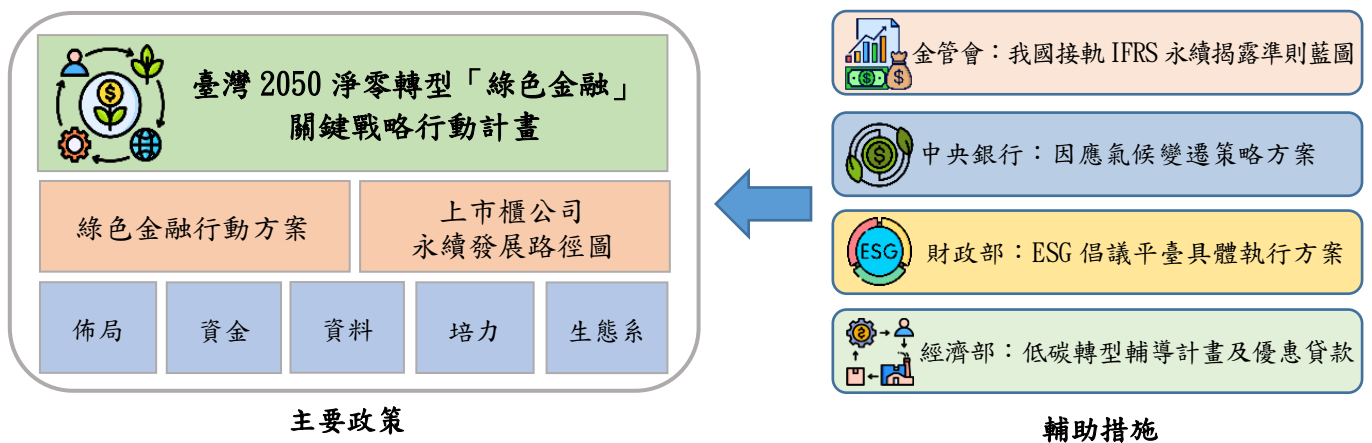 臺灣 2050 淨零轉型「綠色金融」
關鍵戰略行動計畫
綠色金融行動方案
上市櫃公司
永續發展路徑圖
佈局
資金
資料
培力
生態系
主要政策
金管會：我國接軌 IFRS 永續揭露準則藍圖
中央銀行：因應氣候變遷策略方案
ESG
財政部：ESG 倡議平臺具體執行方案
經濟部：低碳轉型輔導計畫及優惠貸款
輔助措施